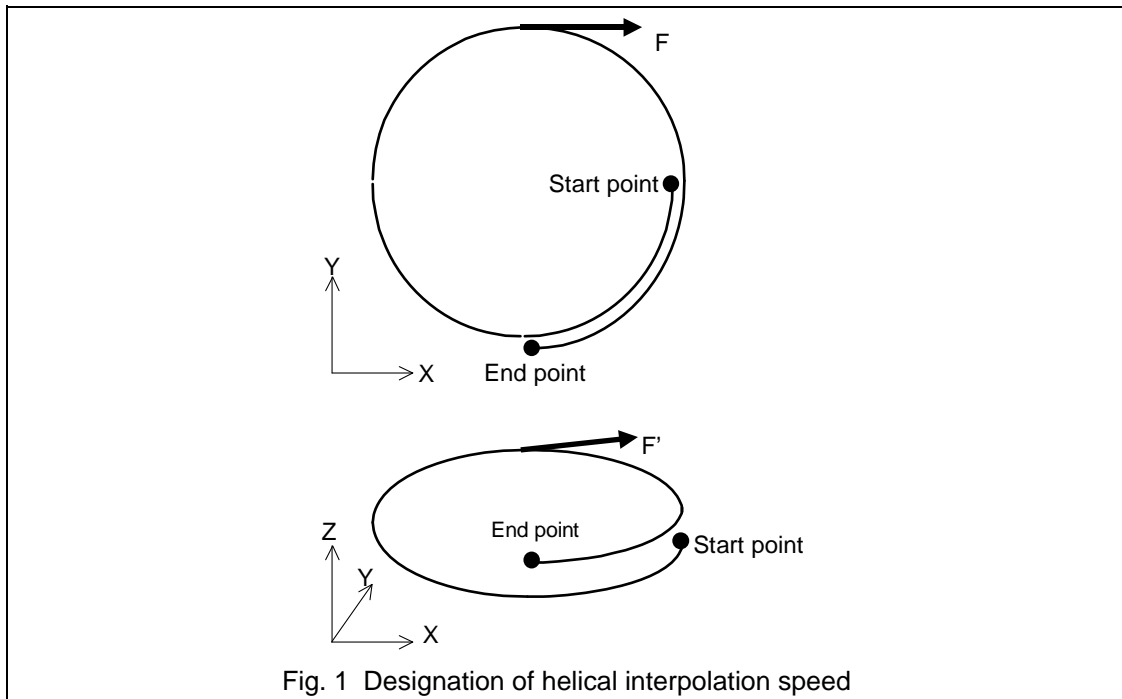 F
Start point
Y
X
End point
F’
End point
Z
Start point
Y
X
Fig. 1 Designation of helical interpolation speed